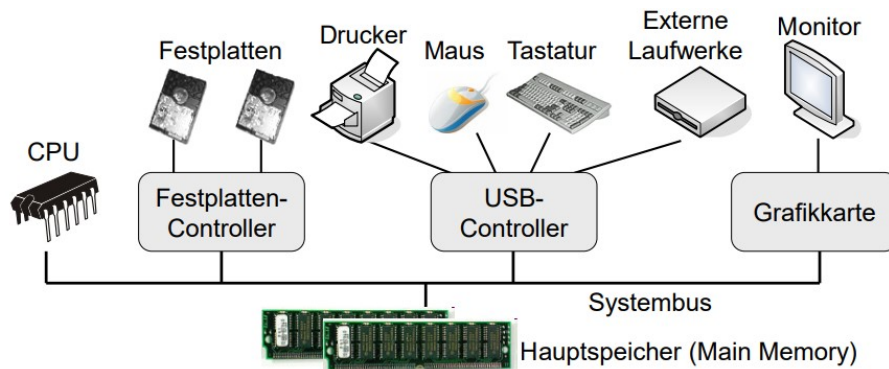 Festplatten
Drucker
Maus
Tastatur
Externe
Laufwerke
Monitor
CPU
Festplatten-
Controller
USB-
Controller
Grafikkarte
Systembus
Hauptspeicher (Main Memory)